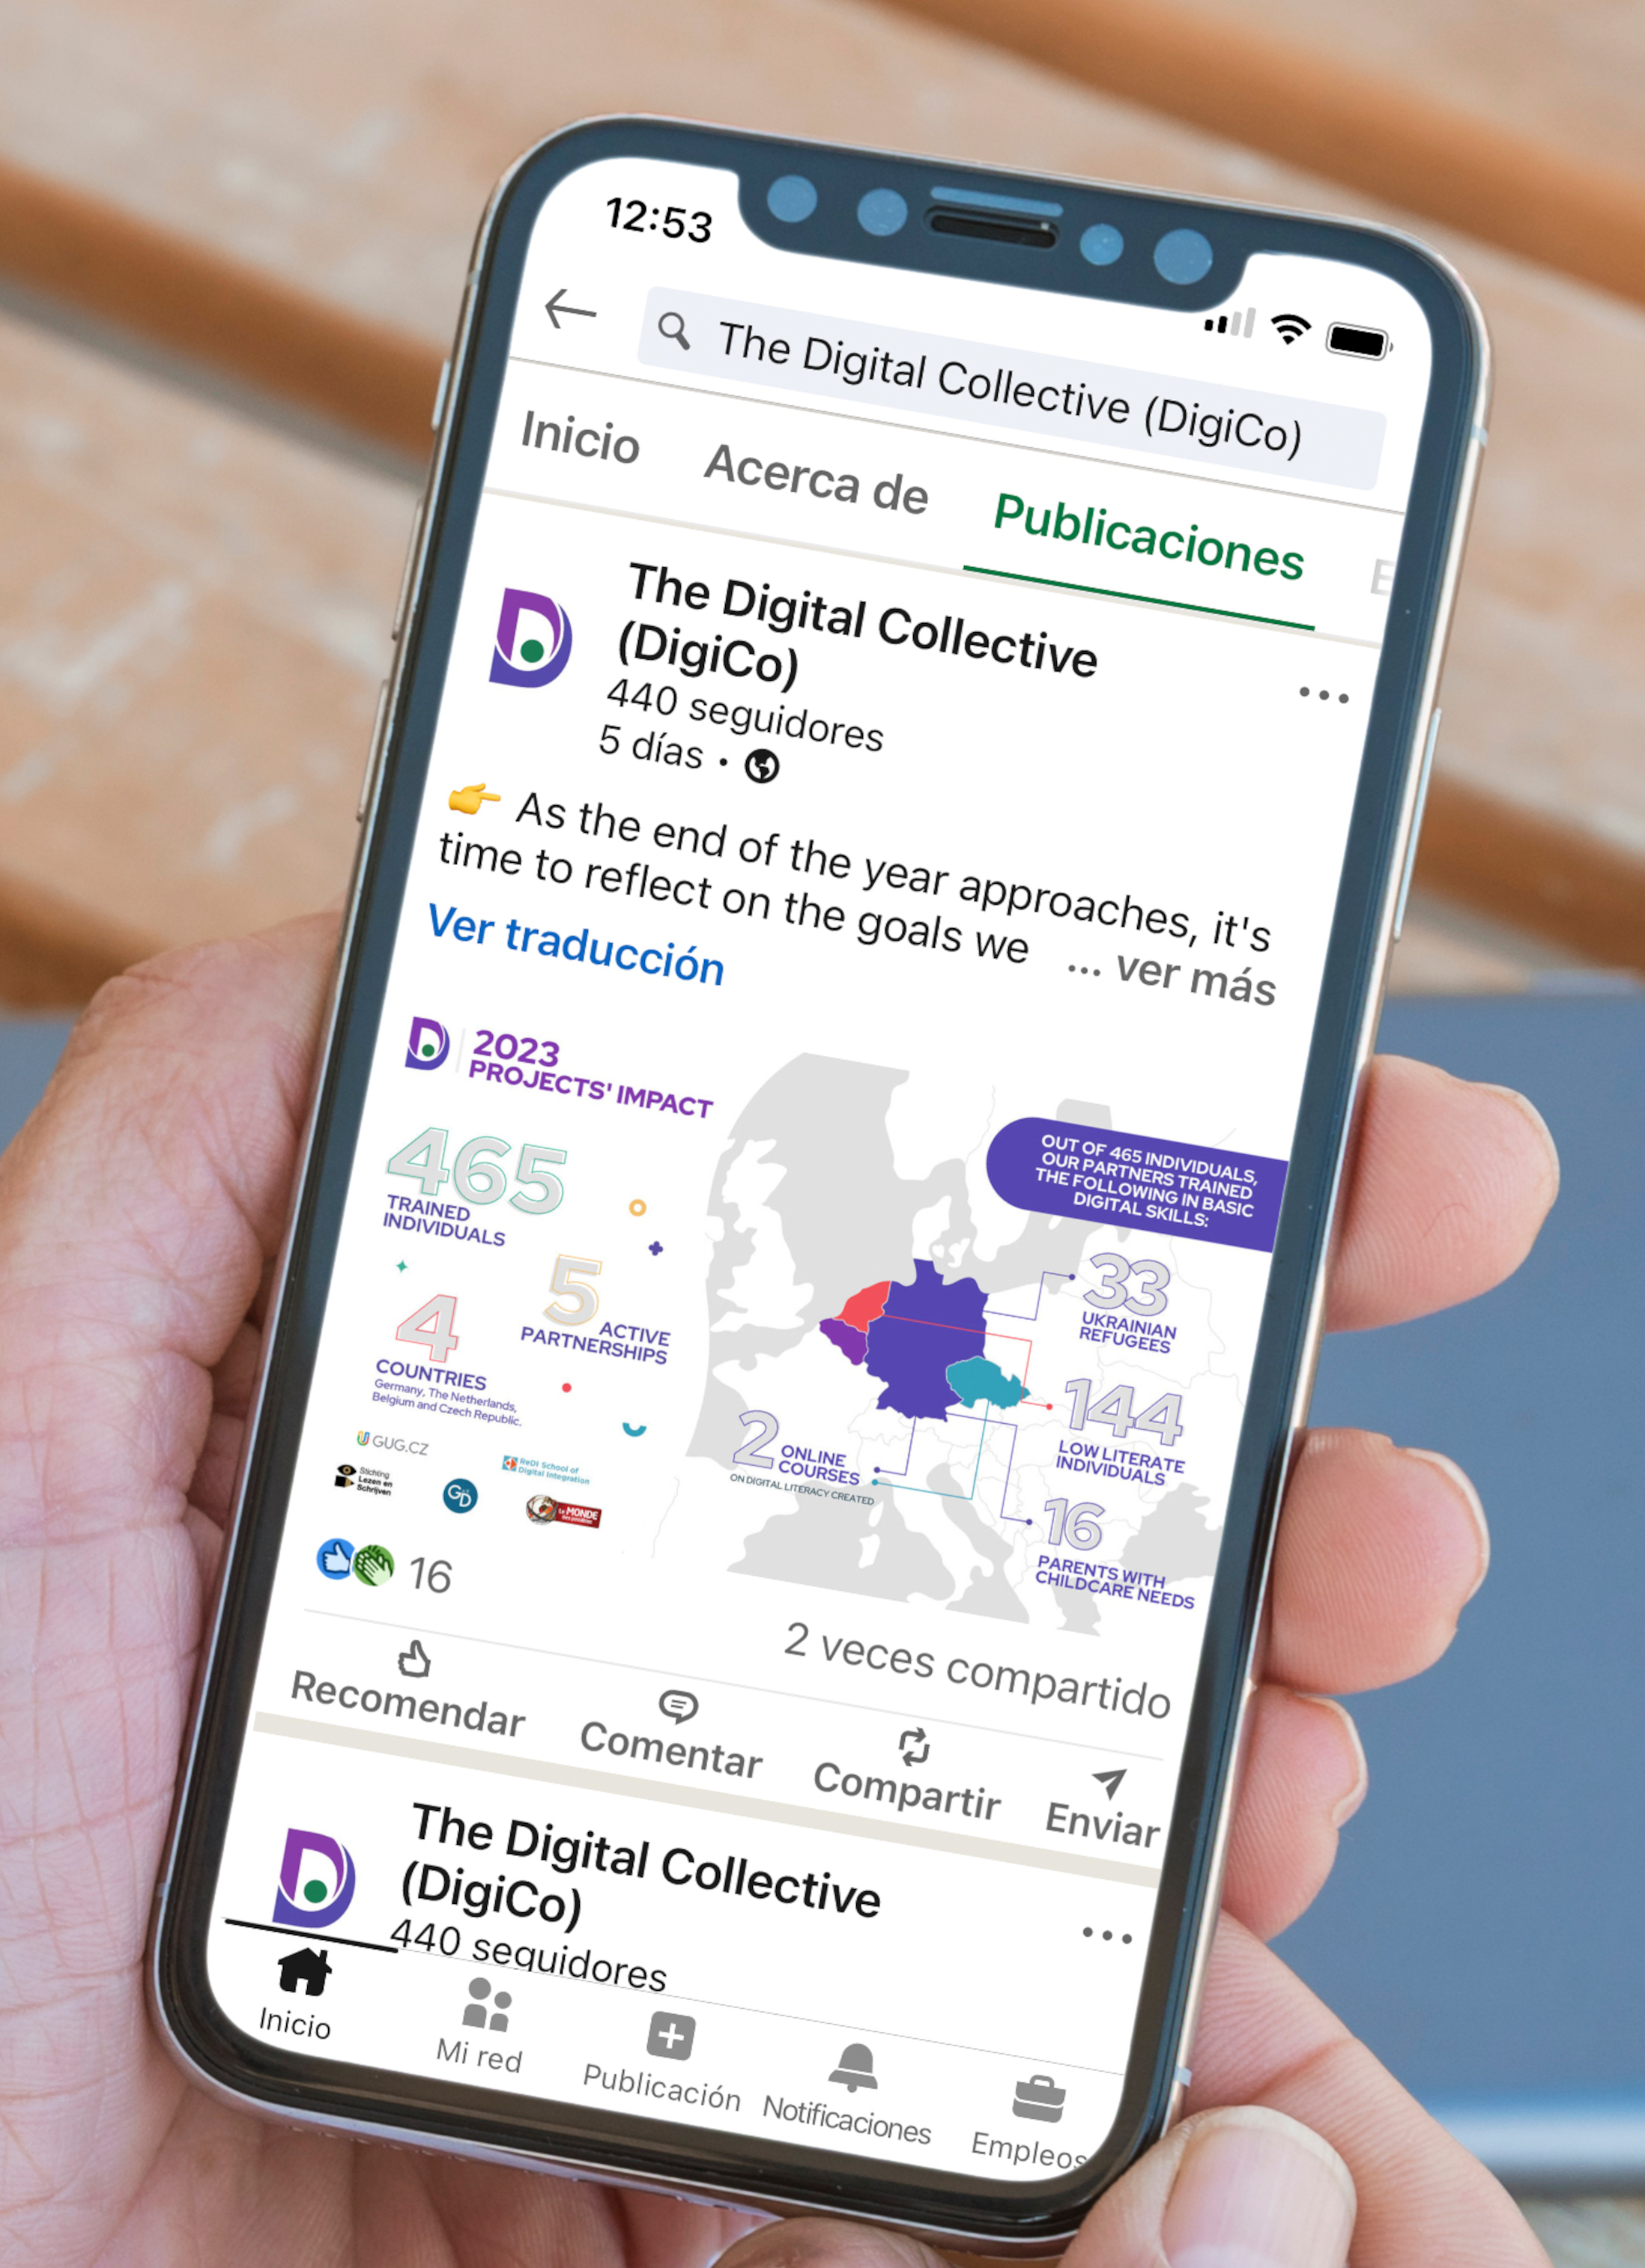 12:53
The Digital Collective (DigiCo)
Inicio
Acerca de
Publicaciones
E
The Digital Collective
(DigiCo)
440 seguidores
5 días •
As the end of the year approaches, it's
time to reflect on the goals we ... ver más
Ver traducción
2023
PROJECTS' IMPACT
465
TRAINED
INDIVIDUALS
5
ACTIVE
PARTNERSHIPS
4
COUNTRIES
Germany, The Netherlands,
Belgium and Czech Republic.
GUG.CZ
ReDI School of
Digital Integration
Stichting
Lezen en
Schrijven
GD
Le MONDE
des possibles
OUT OF 465 INDIVIDUALS,
OUR PARTNERS TRAINED
THE FOLLOWING IN BASIC
DIGITAL SKILLS:
33
UKRAINIAN
REFUGEES
144
LOW LITERATE
INDIVIDUALS
2 ONLINE
COURSES
ON DIGITAL LITERACY CREATED
16
PARENTS WITH
CHILDCARE NEEDS
16
2 veces compartido
Recomendar
Comentar
Compartir
Enviar
The Digital Collective
(DigiCo)
440 seguidores
Inicio
Mi red
Publicación
Notificaciones
Empleos